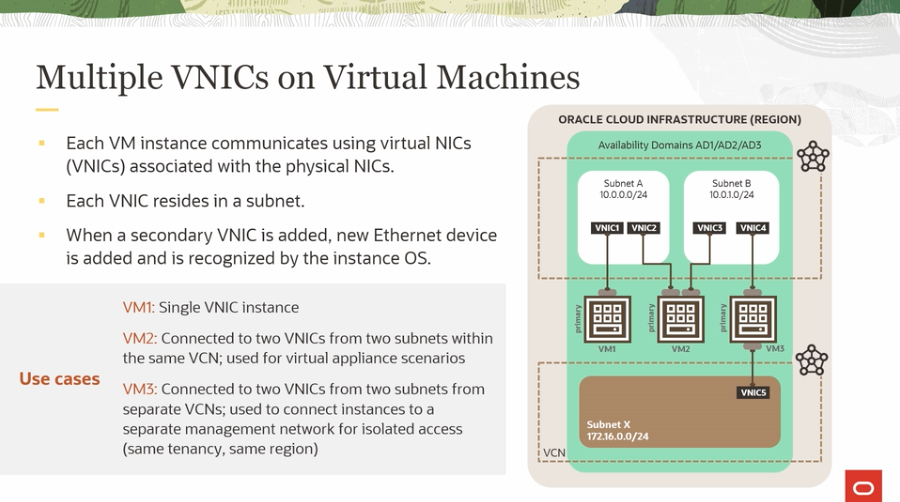 Multiple VNICs on Virtual Machines
Each VM instance communicates using virtual NICs
(VNICs) associated with the physical NICs.
Each VNIC resides in a subnet.
When a secondary VNIC is added, new Ethernet device
is added and is recognized by the instance OS.
Use cases
VM1: Single VNIC instance
VM2: Connected to two VNICs from two subnets within
the same VCN; used for virtual appliance scenarios
VM3: Connected to two VNICs from two subnets from
separate VCNs; used to connect instances to a
separate management network for isolated access
(same tenancy, same region)
ORACLE CLOUD INFRASTRUCTURE (REGION)
Availability Domains AD1/AD2/AD3
Subnet A
10.0.0.0/24
Subnet B
10.0.1.0/24
VNIC1
VNIC2
VNIC3
VNIC4
primary
primary
primary
VM1
VM2
VM3
VNIC5
Subnet X
172.16.0.0/24
VCN